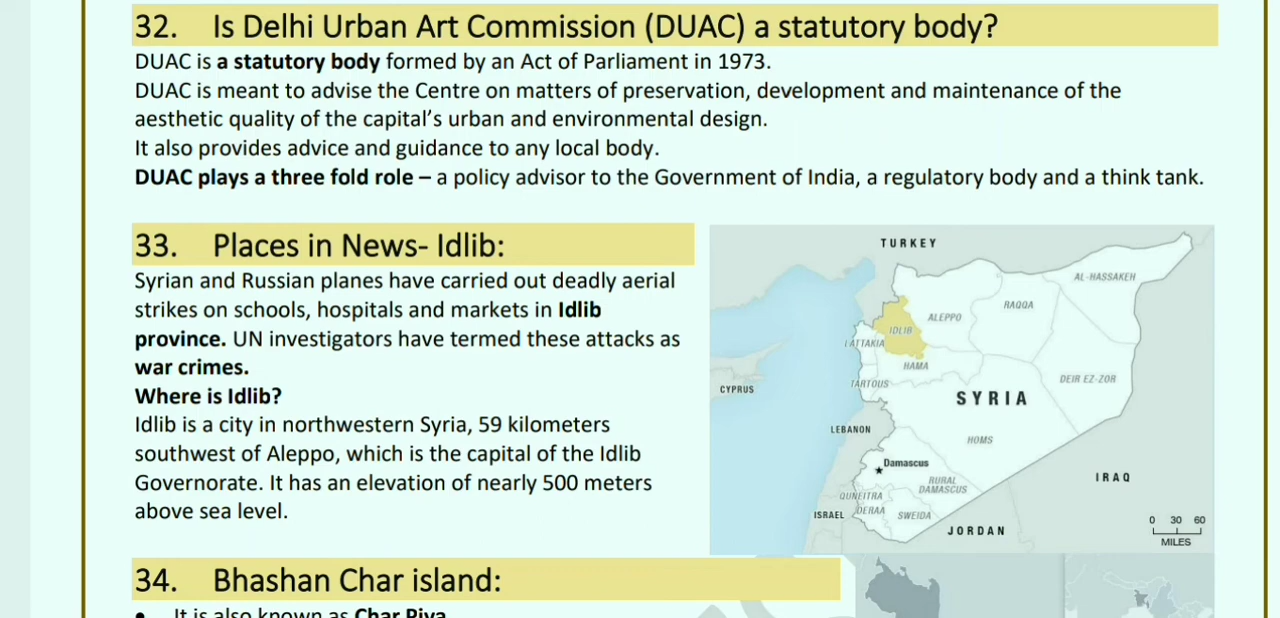 32. Is Delhi Urban Art Commission (DUAC) a statutory body?
DUAC is a statutory body formed by an Act of Parliament in 1973.
DUAC is meant to advise the Centre on matters of preservation, development and maintenance of the
aesthetic quality of the capital's urban and environmental design.
It also provides advice and guidance to any local body.
DUAC plays a three fold role – a policy advisor to the Government of India, a regulatory body and a think tank.
33. Places in News- Idlib:
Syrian and Russian planes have carried out deadly aerial
strikes on schools, hospitals and markets in Idlib
province. UN investigators have termed these attacks as
war crimes.
Where is Idlib?
Idlib is a city in northwestern Syria, 59 kilometers
southwest of Aleppo, which is the capital of the Idlib
Governorate. It has an elevation of nearly 500 meters
above sea level.
TURKEY
AL-HASSAKEH
RAQQA
ALEPPO
IDLIB
LATTAKIA
HAMA
DEIR EZ-ZOR
TARTOUS
CYPRUS
SYRIA
LEBANON
HOMS
Damascus
IRAQ
RURAL
DAMASCUS
QUNEITRA
DERAA
ISRAEL
SWEIDA
JORDAN
0 30 60
MILES
34. Bhashan Char island:
• It is also known as Char Piya